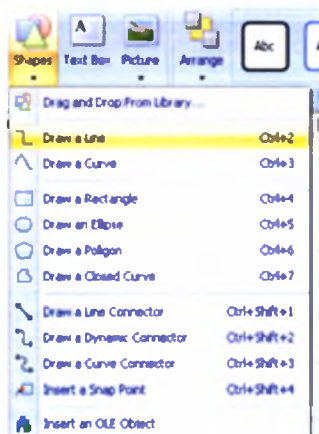 Abc
Shapes Text Box Picture Arrange
Drag and Drop From Library...
Draw a Line Ctrl+2
Draw a Curve Ctrl+3
Draw a Rectangle Ctrl+4
Draw an Ellipse Ctrl+5
Draw a Poligon Ctrl+6
Draw a Closed Curve Ctrl+7
Draw a Line Connector Ctrl+Shift+1
Draw a Dynamic Connector Ctrl+Shift+2
Draw a Curve Connector Ctrl+Shift+3
Insert a Snap Point Ctrl+Shift+4
Insert an OLE Object